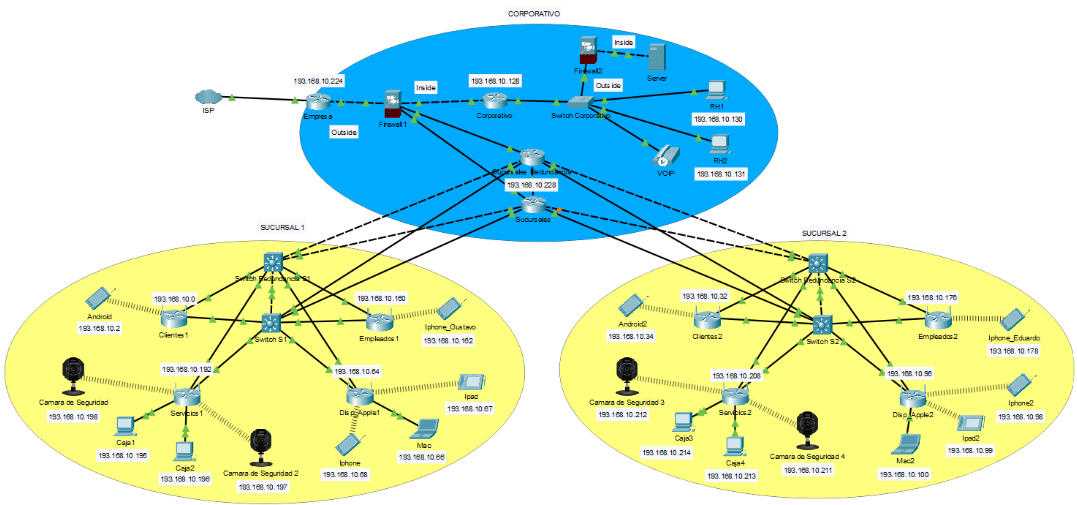 CORPORATIVO
Inside
Firewall2
Server
193.168.10.224
Inside
193.168.10.128
Outside
RH1
ISP
Empresa
Outside
Firewall1
Corporativo
Switch Corporativo
193.168.10.130
VOIP
RH2
193.168.10.131
Sucursales Redundancia
193.168.10.228
Sucursales
SUCURSAL 1
SUCURSAL 2
Switch Redundancia S1
Switch Redundancia S2
193.168.10.0
193.168.10.160
193.168.10.32
193.168.10.176
Android
193.168.10.2
Clientes1
Switch S1
Empleados1
Iphone_Gustavo
193.168.10.162
Android2
193.168.10.34
Clientes2
Switch S2
Empleados2
Iphone_Eduardo
193.168.10.178
193.168.10.192
193.168.10.64
193.168.10.208
193.168.10.96
Camara de Seguridad
193.168.10.198
Servicios1
Disp_Apple1
Ipad
193.168.10.67
Camara de Seguridad 3
193.168.10.212
Servicios2
Disp_Apple2
Iphone2
193.168.10.98
Caja1
193.168.10.195
Caja2
193.168.10.196
Camara de Seguridad 2
193.168.10.197
Iphone
193.168.10.68
Mac
193.168.10.66
Caja3
193.168.10.214
Caja4
193.168.10.213
Camara de Seguridad 4
193.168.10.211
Mac2
193.168.10.100
Ipad2
193.168.10.99